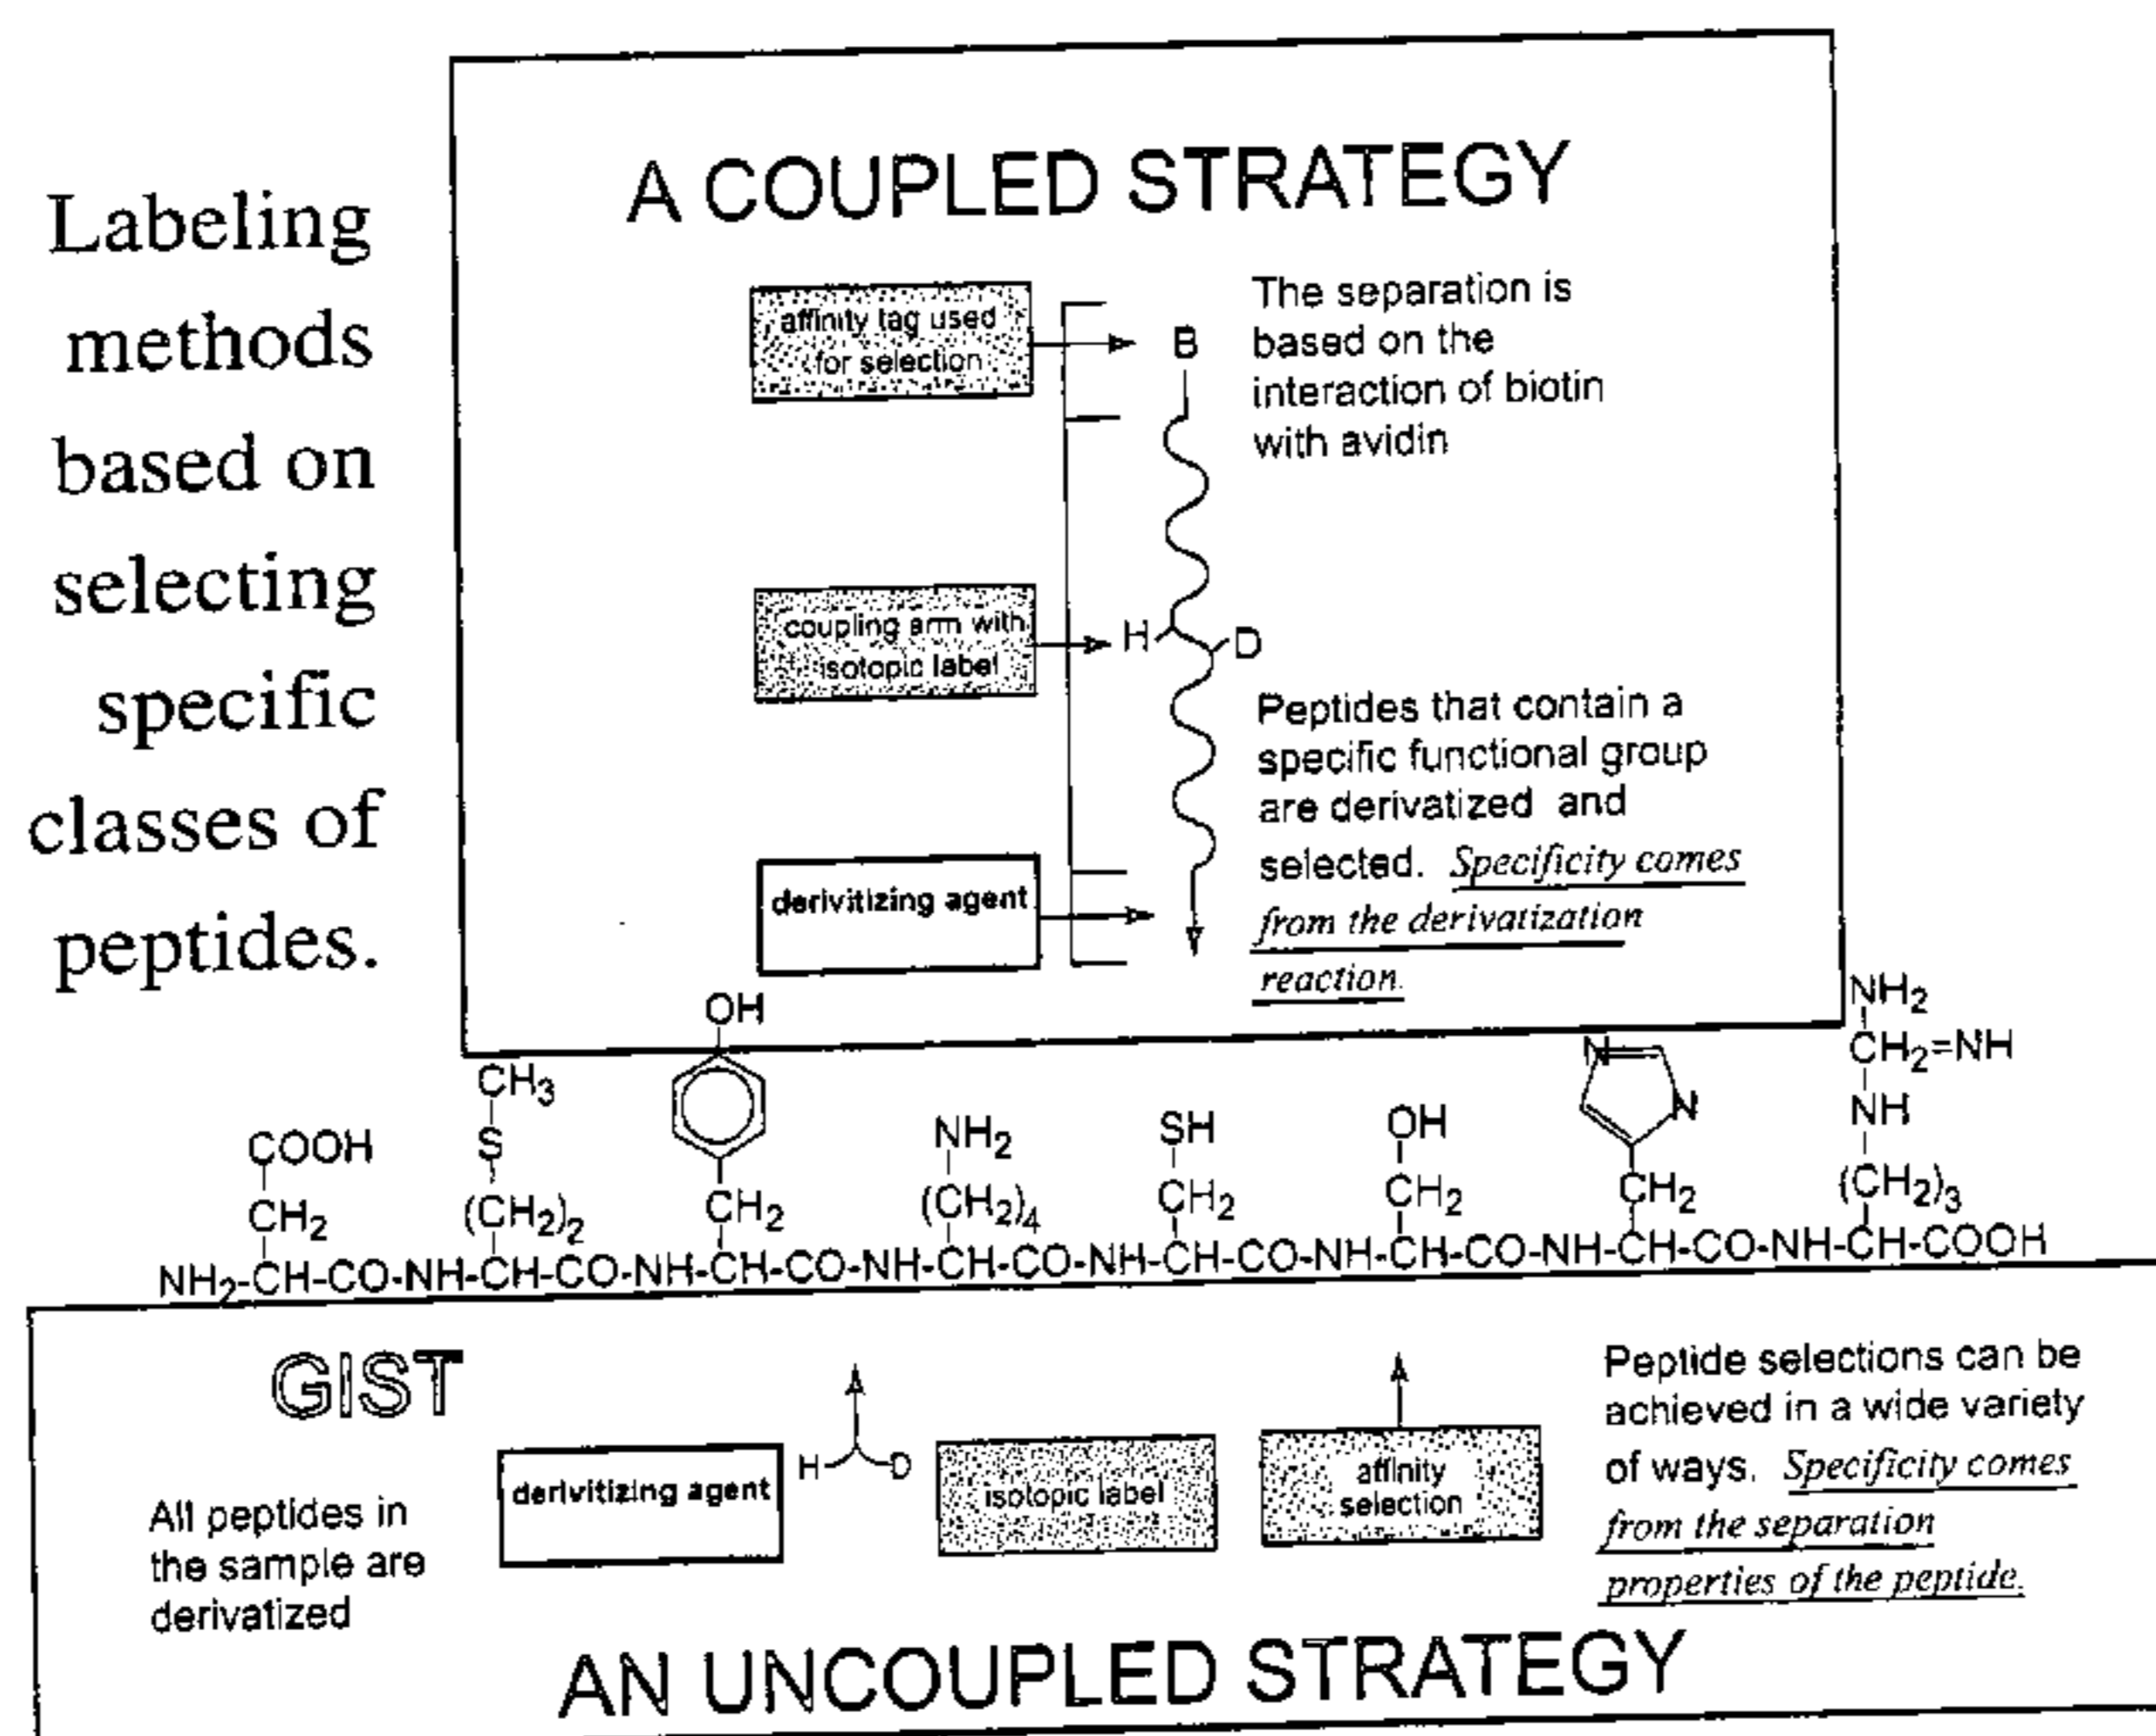 Labeling
methods
based on
selecting
specific
classes of
peptides.
A COUPLED STRATEGY
affinity tag used
for selection
B
The separation is
based on the
interaction of biotin
with avidin
coupling arm with
isotopic label
H
D
Peptides that contain a
specific functional group
are derivatized and
selected. Specificity comes
from the derivatization
reaction.
derivitizing agent
OH
NH2
CH3
N
CH2=NH
COOH
S
NH2
SH
OH
N
NH
CH2
(CH2)2
CH2
(CH2)4
CH2
CH2
CH2
(CH2)3
NH2-CH-CO-NH-CH-CO-NH-CH-CO-NH-CH-CO-NH-CH-CO-NH-CH-CO-NH-CH-CO-NH-CH-COOH
GIST
All peptides in
the sample are
derivatized
derivitizing agent
H
D
isotopic label
affinity
selection
Peptide selections can be
achieved in a wide variety
of ways. Specificity comes
from the separation
properties of the peptide.
AN UNCOUPLED STRATEGY